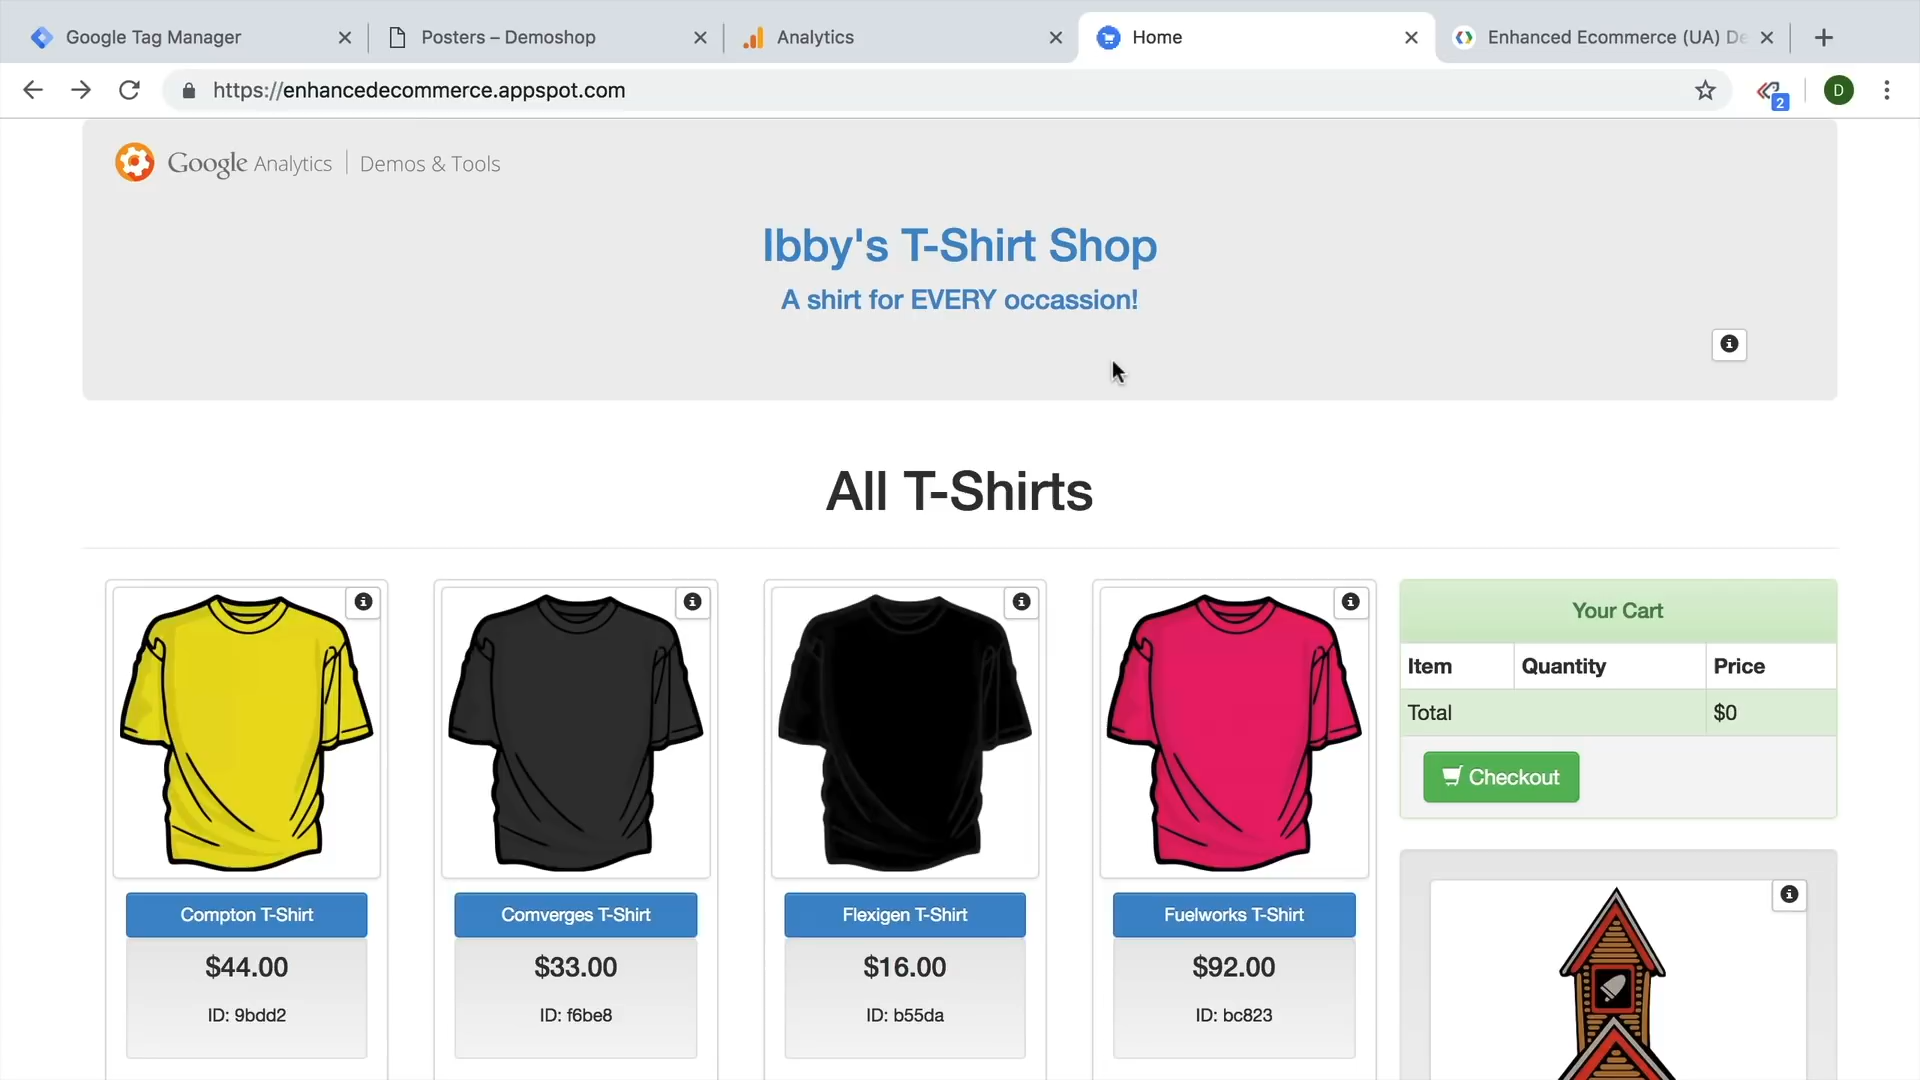 Google Tag Manager
Posters – Demoshop
Analytics
Home
Enhanced Ecommerce (UA) De
https://enhancedecommerce.appspot.com
2
D
Google Analytics | Demos & Tools
Ibby's T-Shirt Shop
A shirt for EVERY occassion!
All T-Shirts
Compton T-Shirt
$44.00
ID: 9bdd2
Comverges T-Shirt
$33.00
ID: f6be8
Flexigen T-Shirt
$16.00
ID: b55da
Fuelworks T-Shirt
$92.00
ID: bc823
Your Cart
Item Quantity Price
Total $0
Checkout